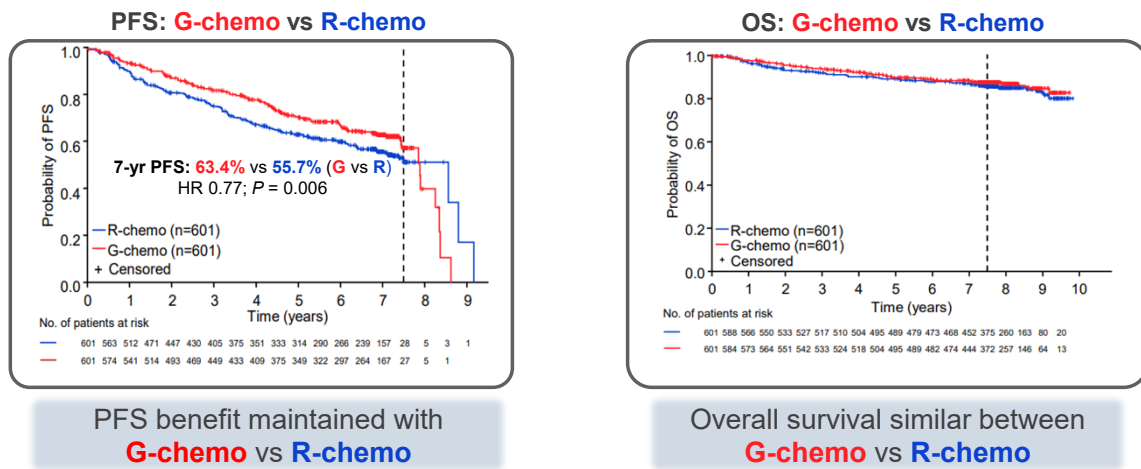 PFS: G-chemo vs R-chemo
Probability of PFS
1.0
0.8
0.6
0.4
0.2
0.0
7-yr PFS: 63.4% vs 55.7% (G vs R)
HR 0.77; P = 0.006
R-chemo (n=601)
G-chemo (n=601)
+ Censored
0 1 2 3 4 5 6 7 8 9
Time (years)
No. of patients at risk
601 563 512 471 447 430 405 375 351 333 314 290 266 239 157 28 5 3 1
601 574 541 514 493 469 449 433 409 375 349 322 297 264 167 27 5 1
PFS benefit maintained with
G-chemo vs R-chemo
OS: G-chemo vs R-chemo
Probability of OS
1.0
0.8
0.6
0.4
0.2
0.0
R-chemo (n=601)
G-chemo (n=601)
+ Censored
0 1 2 3 4 5 6 7 8 9 10
Time (years)
No. of patients at risk
601 588 566 550 533 527 517 510 504 495 489 479 473 468 452 375 260 163 80 20
601 584 573 564 551 542 533 524 518 504 495 489 482 474 444 372 257 146 64 13
Overall survival similar between
G-chemo vs R-chemo